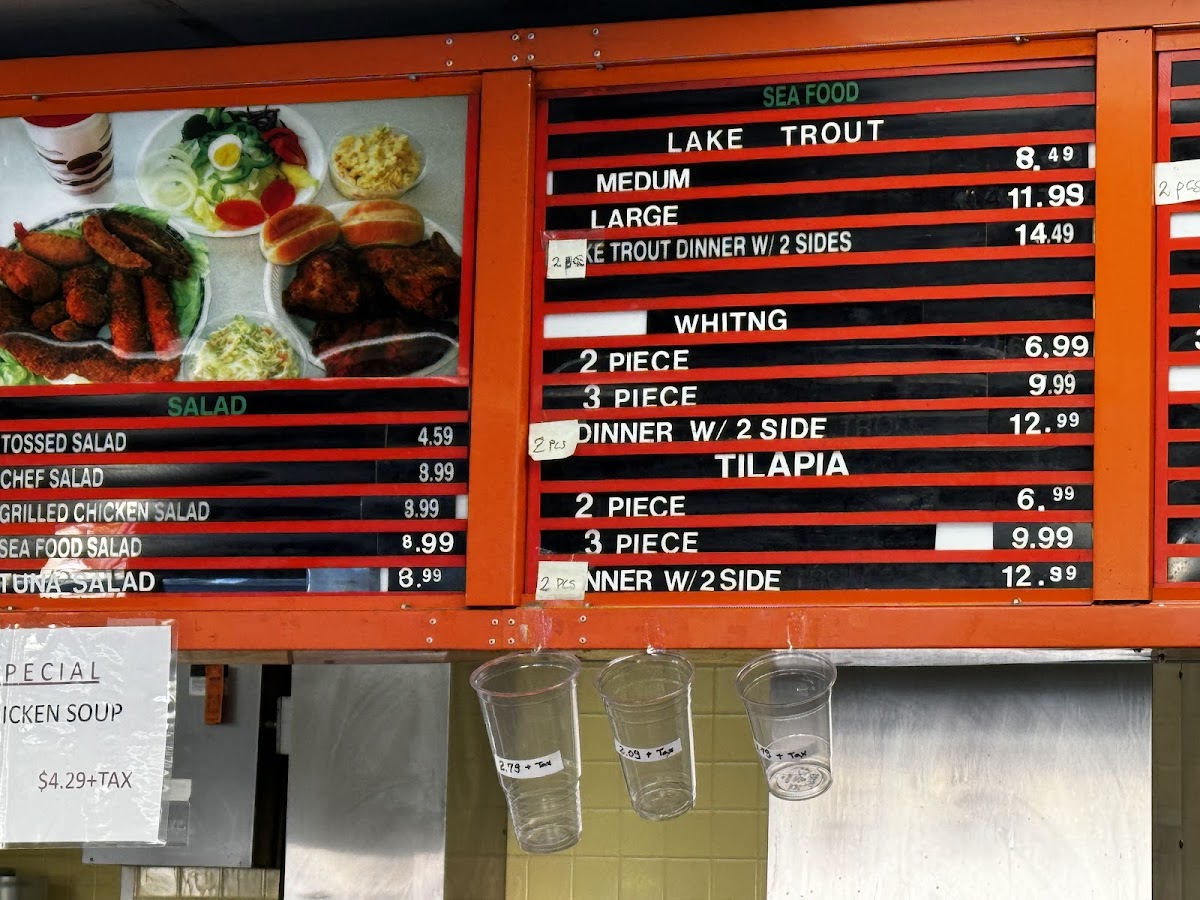 SALAD
TOSSED SALAD 4.59
CHEF SALAD 8.99
GRILLED CHICKEN SALAD 8.99
SEA FOOD SALAD 8.99
TUNA SALAD 8.99
PECIAL
ICKEN SOUP
$4.29+TAX
SEA FOOD
LAKE TROUT
MEDUM 8.49
LARGE 11.99
2 PCS KE TROUT DINNER W/ 2 SIDES 14.49
WHITNG
2 PIECE 6.99
3 PIECE 9.99
2 PCS DINNER W/ 2 SIDE 12.99
TILAPIA
2 PIECE 6.99
3 PIECE 9.99
2 PCS NNER W/ 2 SIDE 12.99
2 PCS
2.79 + Tax
2.09 + Tax
79 + Tax